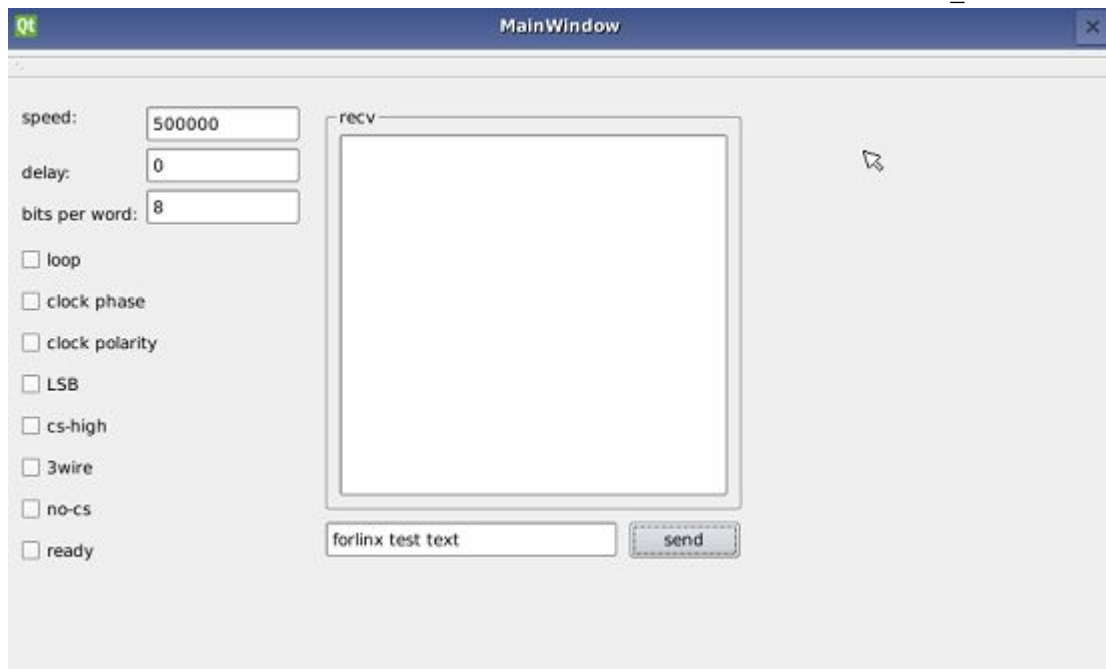 Qt MainWindow
speed: 500000
delay: 0
bits per word: 8
loop
clock phase
clock polarity
LSB
cs-high
3wire
no-cs
ready
recv
forlinx test text
send